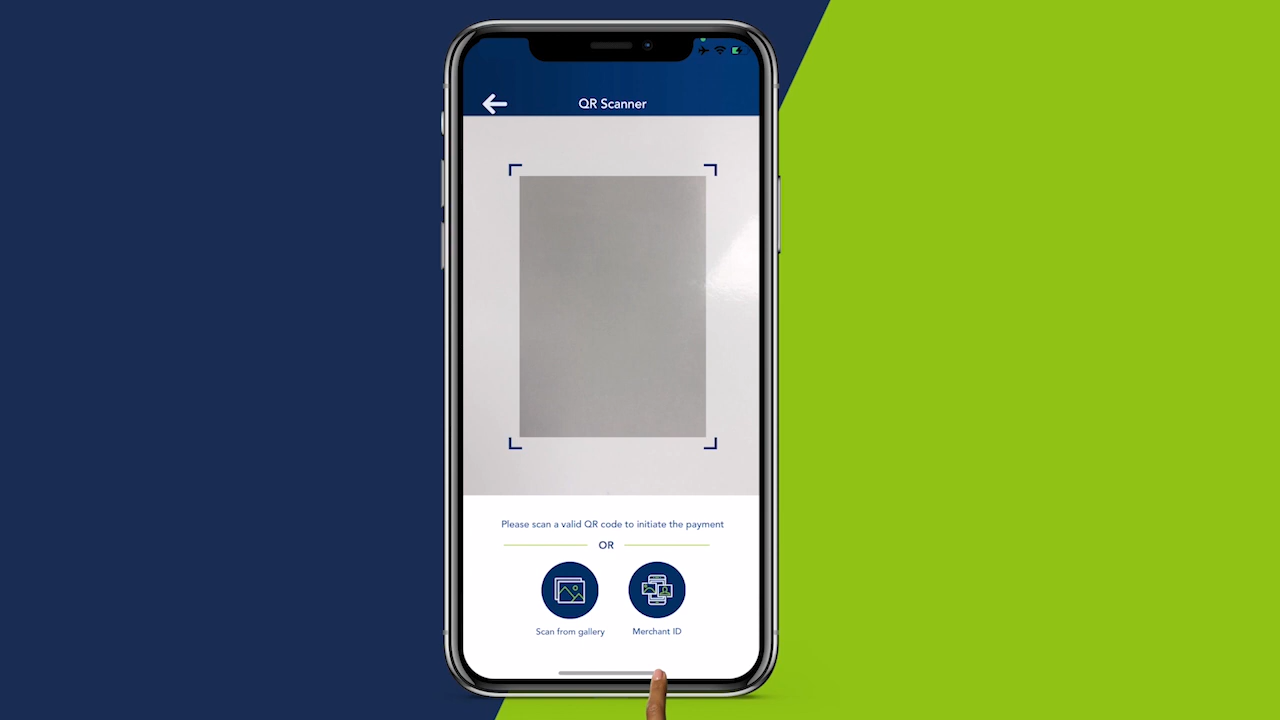 QR Scanner
Please scan a valid QR code to initiate the payment
OR
Scan from gallery
Merchant ID